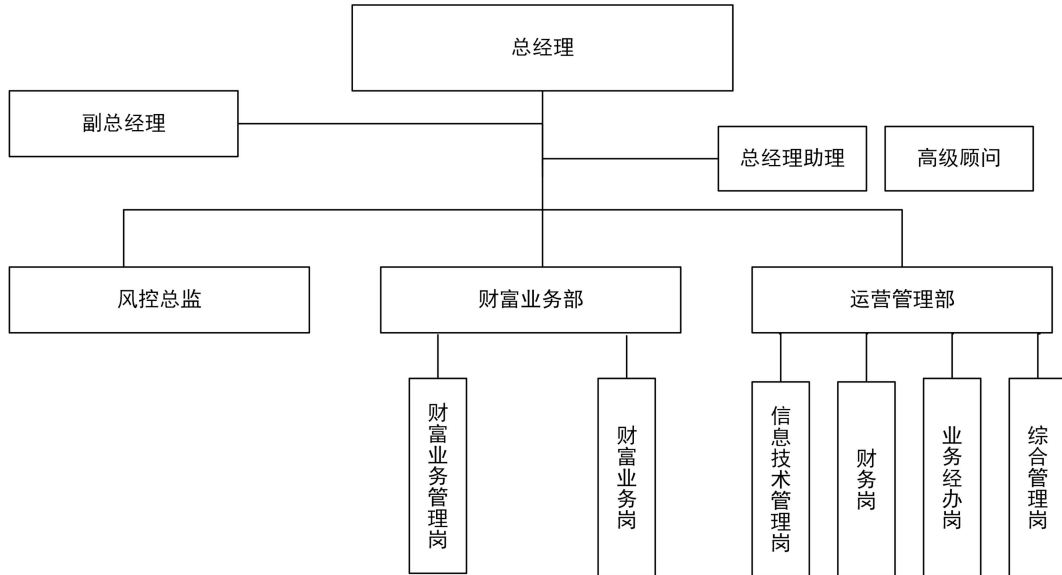 总经理
副总经理
总经理助理
高级顾问
风控总监
财富业务部
运营管理部
财富业务管理岗
财富业务岗
信息技术管理岗
财务岗
业务经办岗
综合管理岗